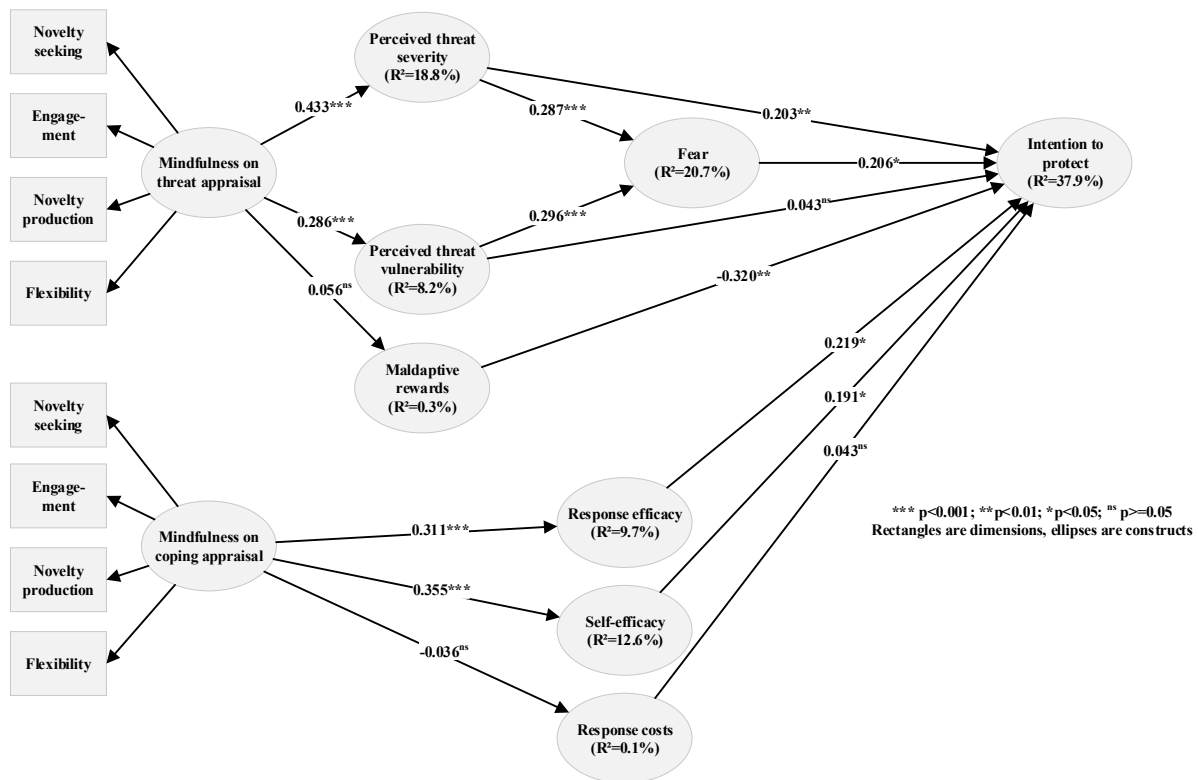 Novelty
seeking
Engage-
ment
Novelty
production
Flexibility
Mindfulness on
threat appraisal
0.433***
0.286***
0.056ns
Perceived threat
severity
(R²=18.8%)
Perceived threat
vulnerability
(R²=8.2%)
Maldaptive
rewards
(R²=0.3%)
0.287***
0.296***
Fear
(R²=20.7%)
0.203**
0.206*
0.043ns
-0.320**
Intention to
protect
(R²=37.9%)
Novelty
seeking
Engage-
ment
Novelty
production
Flexibility
Mindfulness on
coping appraisal
0.311***
0.355***
-0.036ns
Response efficacy
(R²=9.7%)
Self-efficacy
(R²=12.6%)
Response costs
(R²=0.1%)
0.219*
0.191*
0.043ns
*** p<0.001; **p<0.01; *p<0.05; ns p>=0.05
Rectangles are dimensions, ellipses are constructs